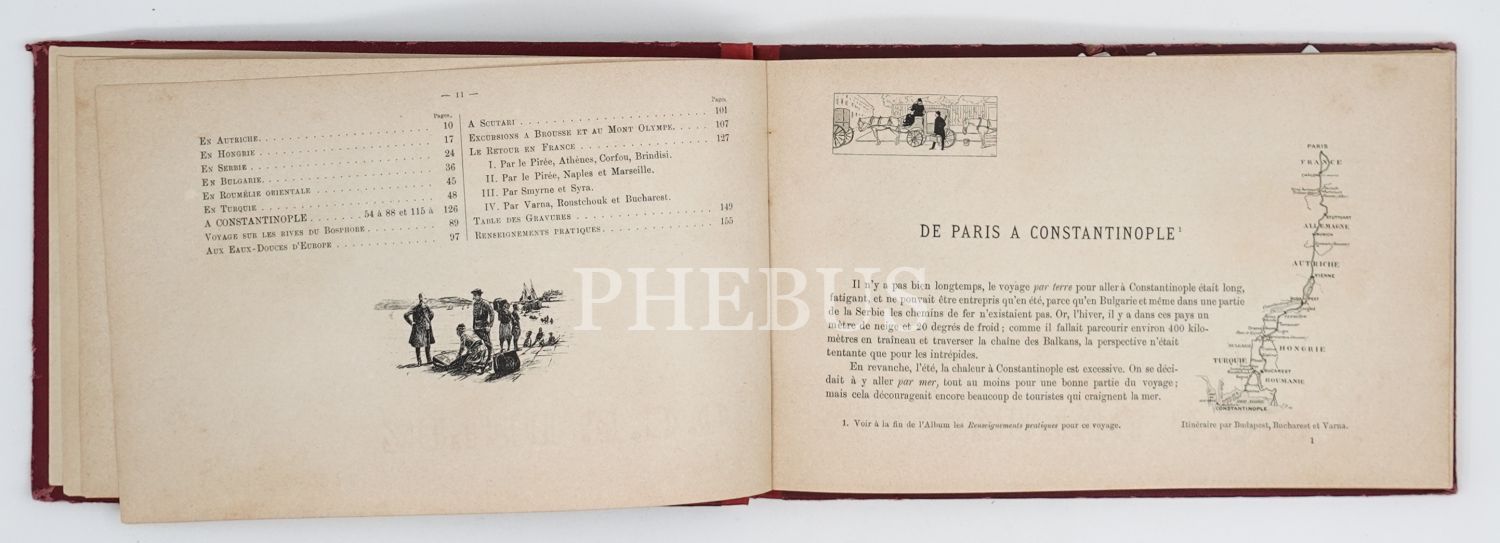 — II —
Pages.
En Autriche. . . . . . . . . . 10
En Hongrie . . . . . . . . . . 17
En Serbie . . . . . . . . . . 24
En Bulgarie. . . . . . . . . . 36
En Roumélie orientale . . . . . . . . . . 45
En Turquie . . . . . . . . . . 48
A CONSTANTINOPLE . . . . . . . 54 à 88 et 115 à 126
Voyage sur les rives du Bosphore . . . . . . . . . . 89
Aux Eaux-Douces d'Europe . . . . . . . . . . 97
Pages.
A Scutari . . . . . . . . . . 101
Excursions a Brousse et au Mont Olympe. . . . . 107
Le Retour en France . . . . . . . . . . 127
I. Par le Pirée, Athènes, Corfou, Brindisi.
II. Par le Pirée, Naples et Marseille.
III. Par Smyrne et Syra.
IV. Par Varna, Roustchouk et Bucharest.
Table des Gravures . . . . . . . . . . 149
Renseignements pratiques. . . . . . . . . . 155
PHEBUS
DE PARIS A CONSTANTINOPLE¹
Il n'y a pas bien longtemps, le voyage par terre pour aller à Constantinople était long,
fatigant, et ne pouvait être entrepris qu'en été, parce qu'en Bulgarie et même dans une partie
de la Serbie les chemins de fer n'existaient pas. Or, l'hiver, il y a dans ces pays un
mètre de neige et 20 degrés de froid ; comme il fallait parcourir environ 400 kilo-
mètres en traîneau et traverser la chaîne des Balkans, la perspective n'était
tentante que pour les intrépides.
En revanche, l'été, la chaleur à Constantinople est excessive. On se déci-
dait à y aller par mer, tout au moins pour une bonne partie du voyage ;
mais cela décourageait encore beaucoup de touristes qui craignent la mer.
1. Voir à la fin de l'Album les Renseignements pratiques pour ce voyage.
PARIS
FRANCE
CHALONS
STUTTGART
ALLEMAGNE
MUNICH
AUTRICHE
VIENNE
BUDAPEST
HONGRIE
BULGARIE
TURQUIE
BUCAREST
ROUMANIE
CONSTANTINOPLE
Itinéraire par Budapest, Bucharest et Varna.
1